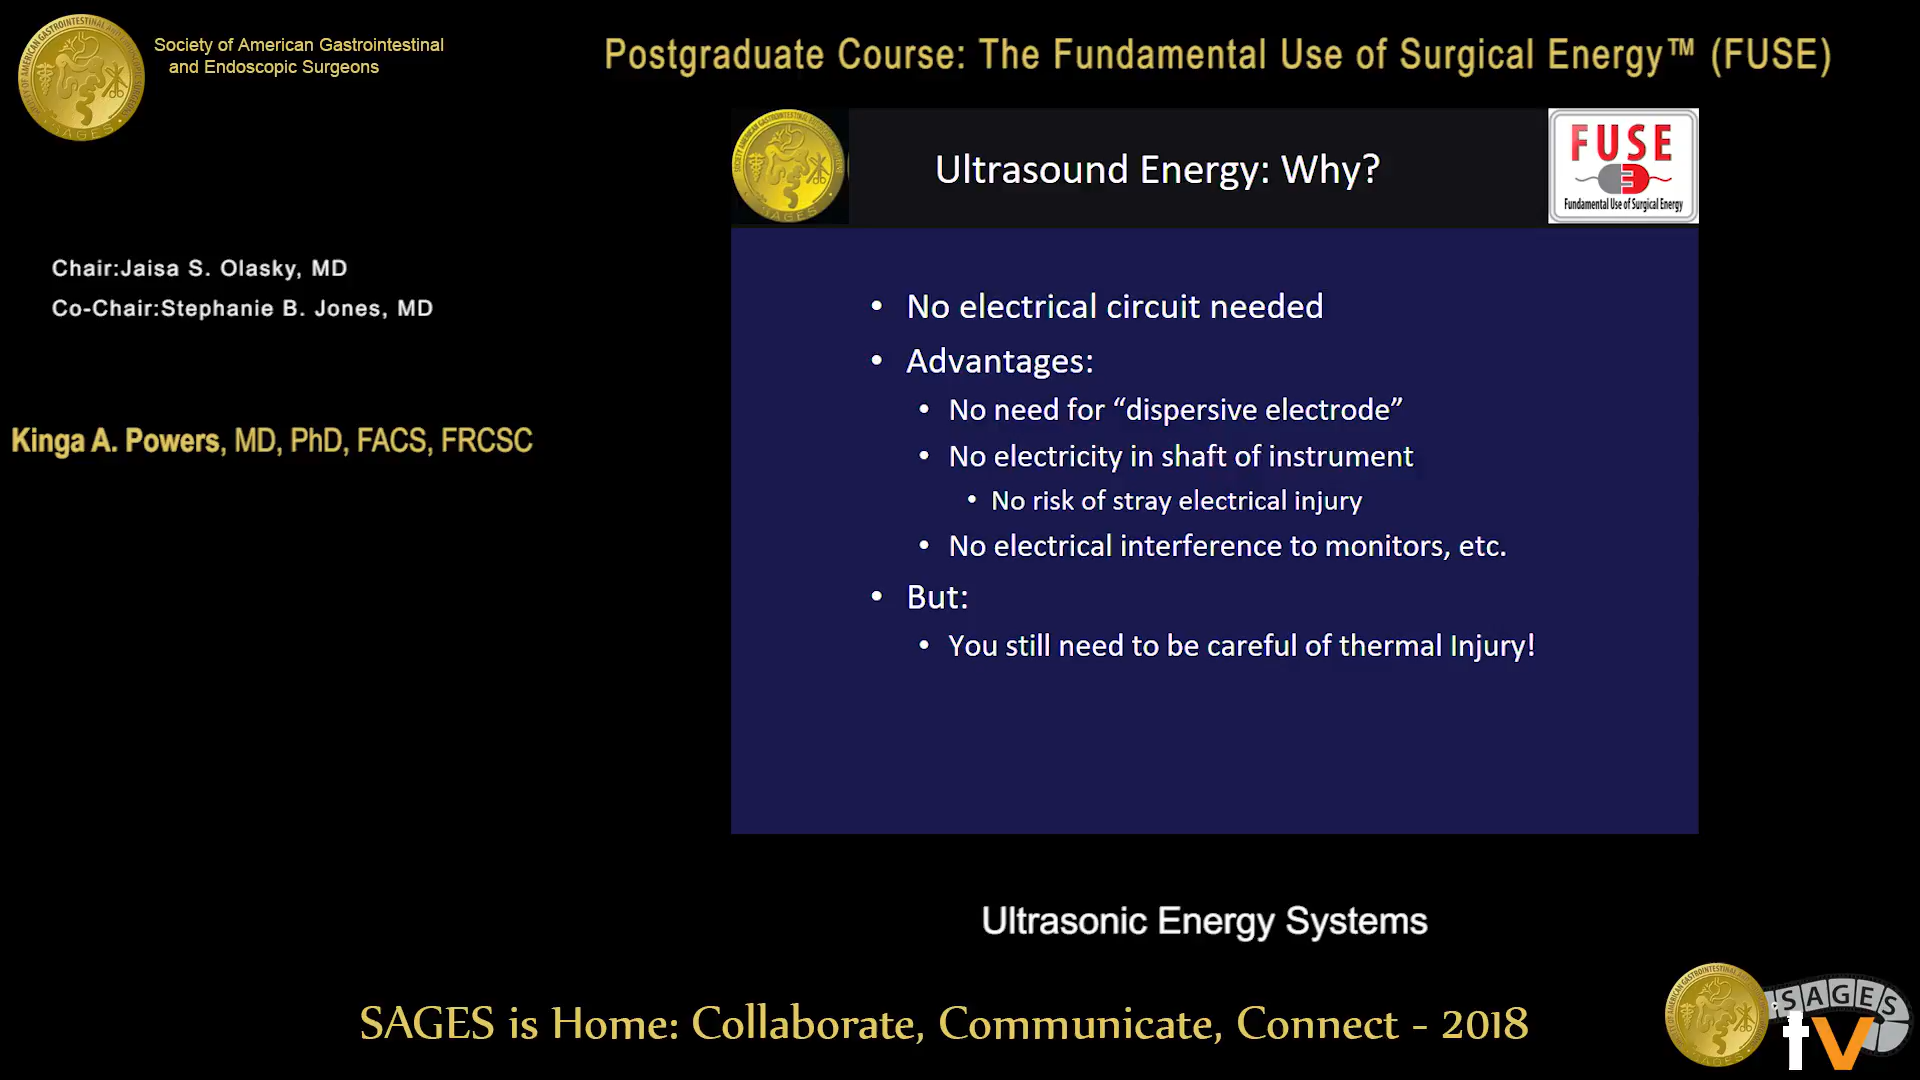 Society of American Gastrointestinal
and Endoscopic Surgeons
Postgraduate Course: The Fundamental Use of Surgical Energy™ (FUSE)
Ultrasound Energy: Why?
FUSE
Fundamental Use of Surgical Energy
Chair:Jaisa S. Olasky, MD
Co-Chair:Stephanie B. Jones, MD
Kinga A. Powers, MD, PhD, FACS, FRCSC
• No electrical circuit needed
• Advantages:
• No need for “dispersive electrode”
• No electricity in shaft of instrument
• No risk of stray electrical injury
• No electrical interference to monitors, etc.
• But:
• You still need to be careful of thermal Injury!
Ultrasonic Energy Systems
SAGES is Home: Collaborate, Communicate, Connect - 2018
SAGES
tv